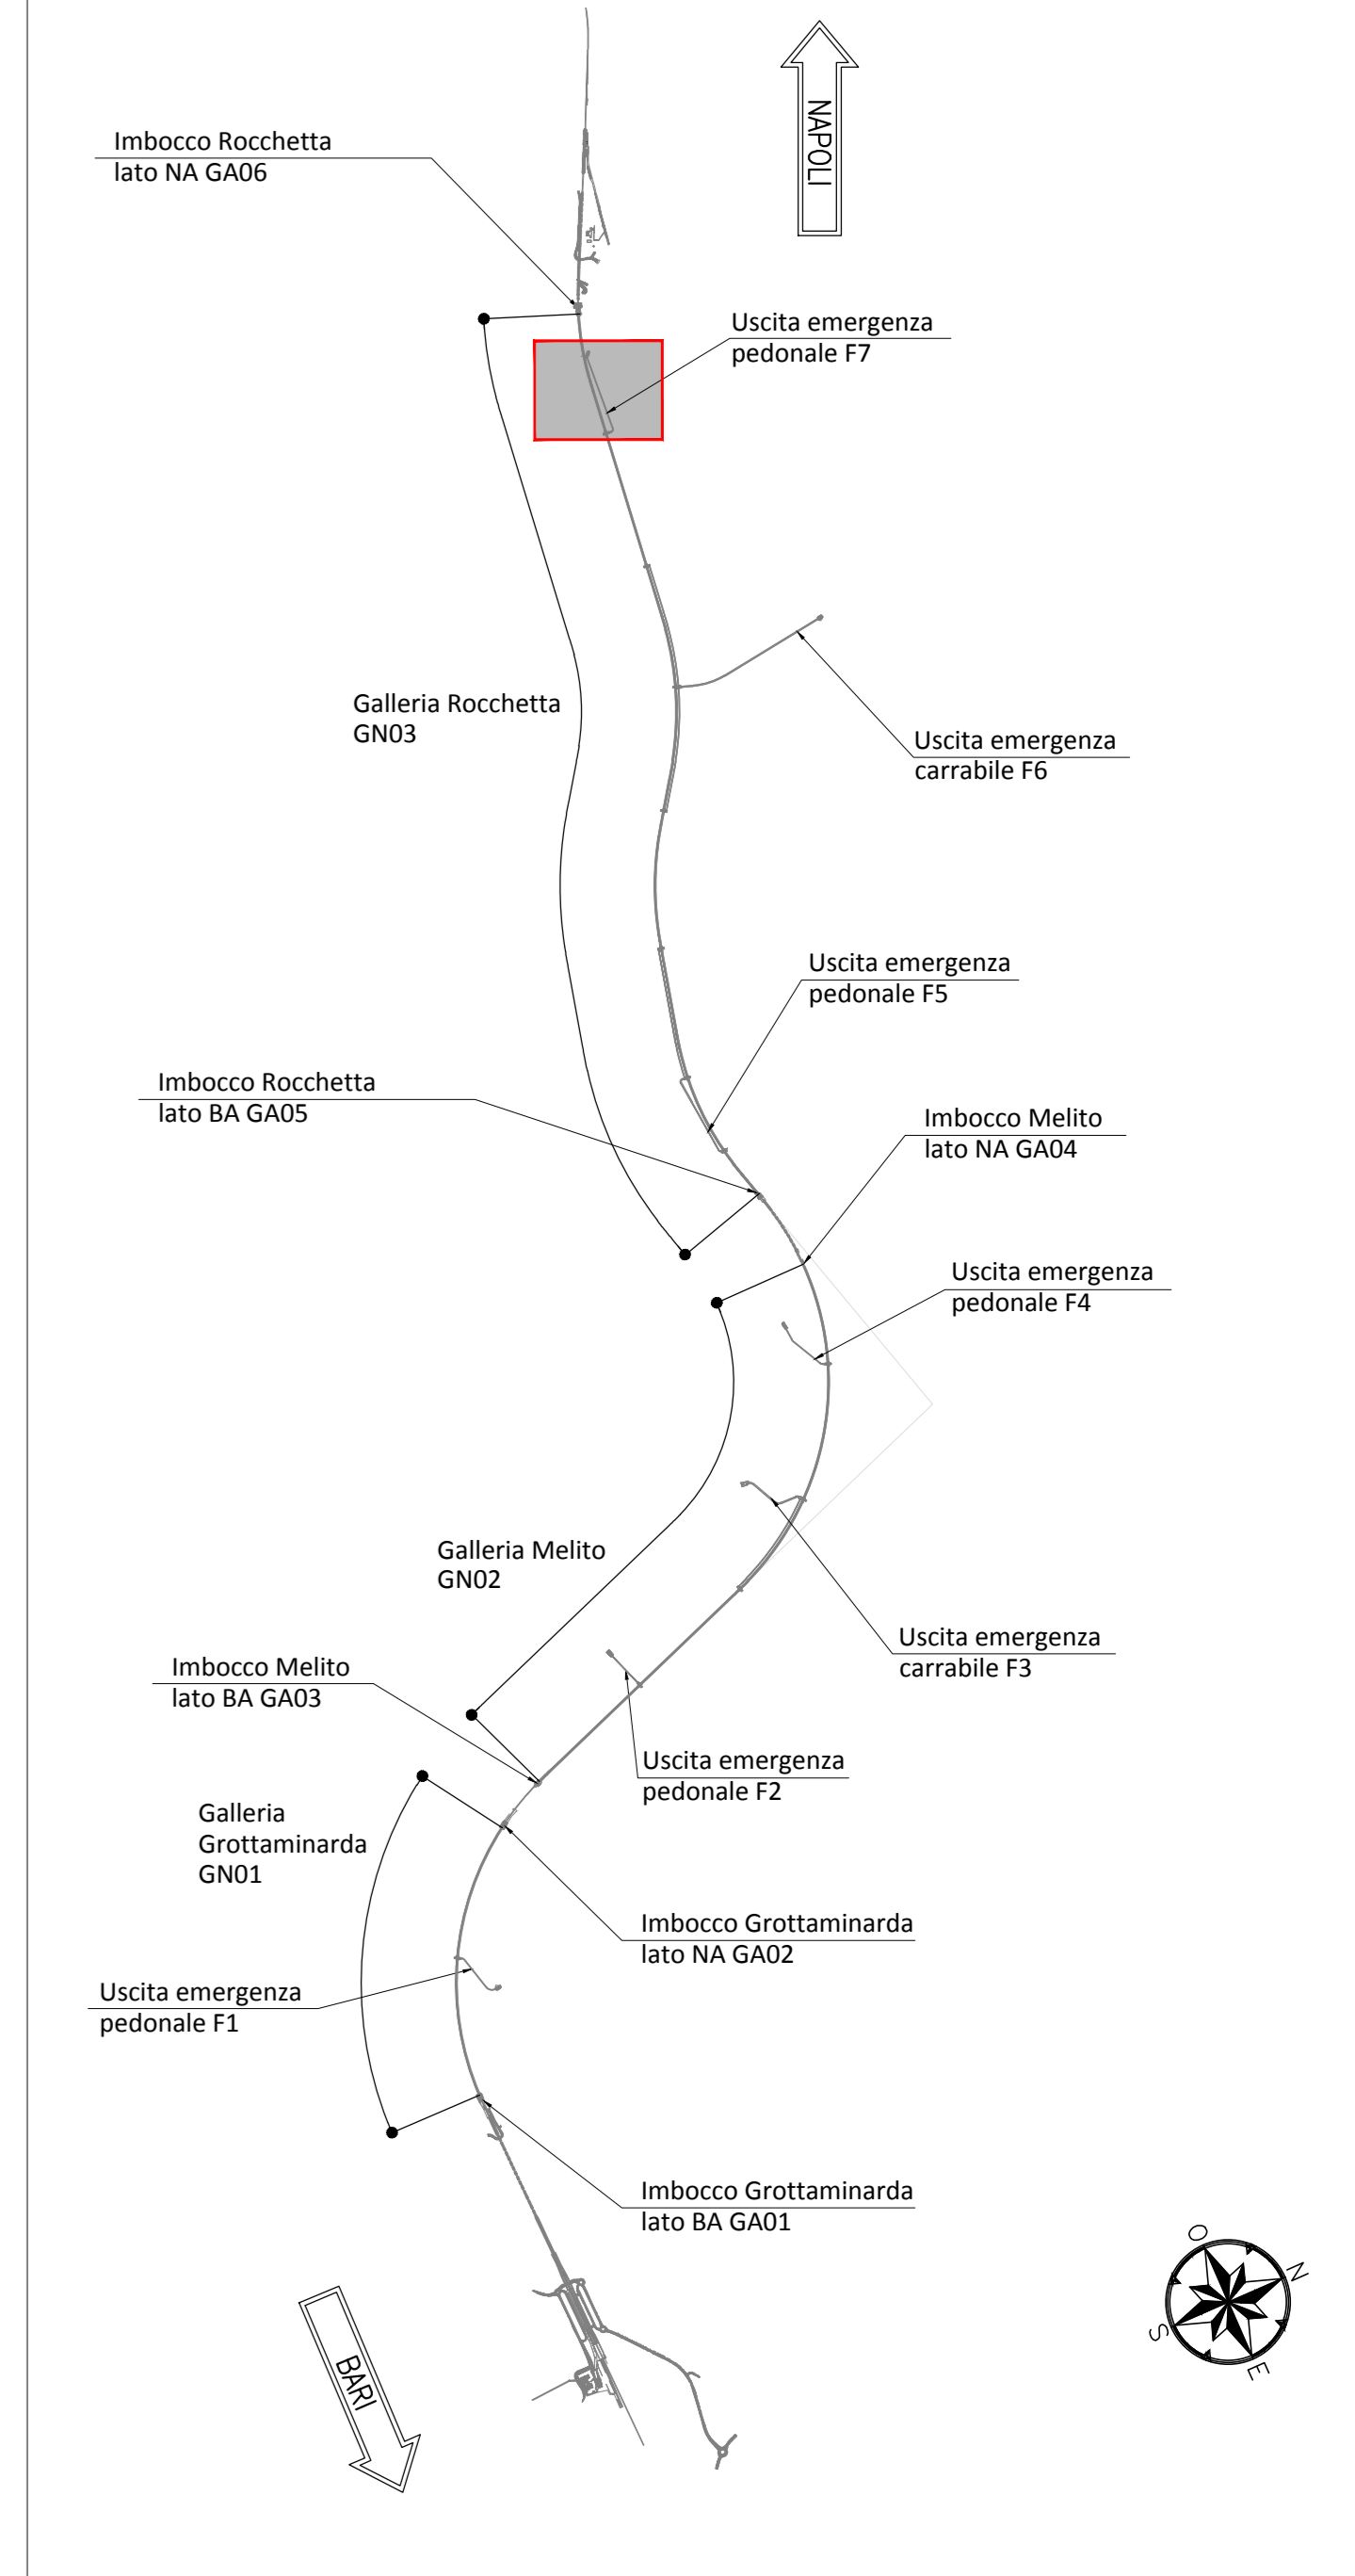 NAPOLI
Imbocco Rocchetta
lato NA GA06
Uscita emergenza
pedonale F7
Galleria Rocchetta
GN03
Uscita emergenza
carrabile F6
Uscita emergenza
pedonale F5
Imbocco Rocchetta
lato BA GA05
Imbocco Melito
lato NA GA04
Uscita emergenza
pedonale F4
Galleria Melito
GN02
Uscita emergenza
carrabile F3
Imbocco Melito
lato BA GA03
Uscita emergenza
pedonale F2
Galleria
Grottaminarda
GN01
Imbocco Grottaminarda
lato NA GA02
Uscita emergenza
pedonale F1
Imbocco Grottaminarda
lato BA GA01
BARI
O
N
S
E